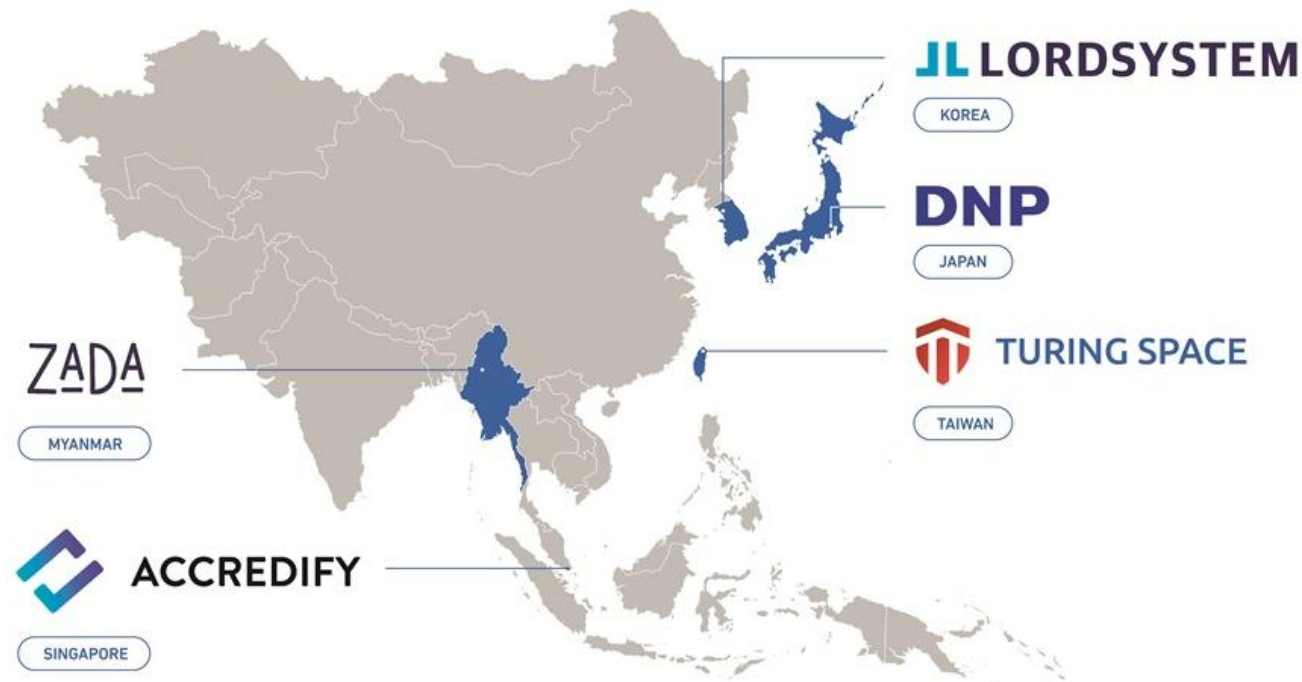 LORDSYSTEM
KOREA
DNP
JAPAN
TURING SPACE
TAIWAN
ZADA
MYANMAR
ACCREDIFY
SINGAPORE